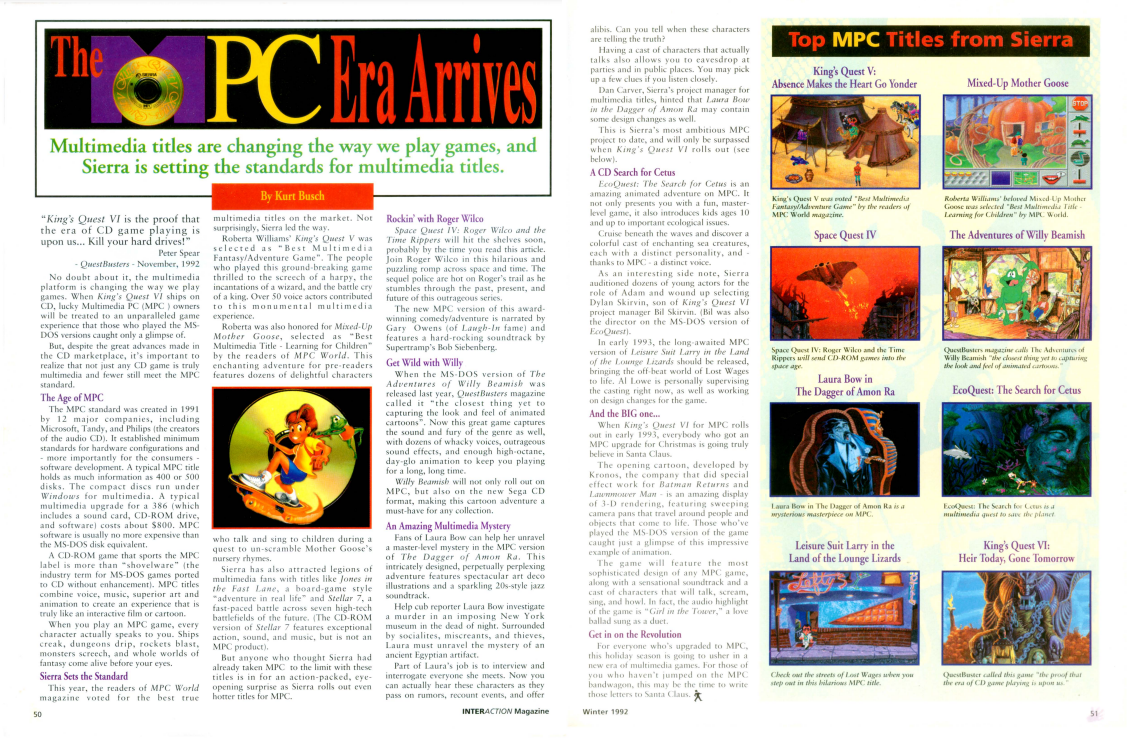 The MPC Era Arrives
Multimedia titles are changing the way we play games, and
Sierra is setting the standards for multimedia titles.
By Kurt Busch
“King's Quest VI is the proof that
the era of CD game playing is
upon us... Kill your hard drives!”
Peter Spear
- QuestBusters - November, 1992
No doubt about it, the multimedia
platform is changing the way we play
games. When King's Quest VI ships on
CD, lucky Multimedia PC (MPC ) owners
will be treated to an unparalleled game
experience that those who played the MS-
DOS versions caught only a glimpse of.
But, despite the great advances made in
the CD marketplace, it's important to
realize that not just any CD game is truly
multimedia and fewer still meet the MPC
standard.
The Age of MPC
The MPC standard was created in 1991
by 12 major companies, including
Microsoft, Tandy, and Philips (the creators
of the audio CD). It established minimum
standards for hardware configurations and
- more importantly for the consumers -
software development. A typical MPC title
holds as much information as 400 or 500
disks. The compact discs run under
Windows for multimedia. A typical
multimedia upgrade for a 386 (which
includes a sound card, CD-ROM drive,
and software) costs about $800. MPC
software is usually no more expensive than
the MS-DOS disk equivalent.
A CD-ROM game that sports the MPC
label is more than “shovelware” (the
industry term for MS-DOS games ported
to CD without enhancement). MPC titles
combine voice, music, superior art and
animation to create an experience that is
truly like an interactive film or cartoon.
When you play an MPC game, every
character actually speaks to you. Ships
creak, dungeons drip, rockets blast,
monsters screech, and whole worlds of
fantasy come alive before your eyes.
Sierra Sets the Standard
This year, the readers of MPC World
magazine voted for the best true
multimedia titles on the market. Not
surprisingly, Sierra led the way.
Roberta Williams' King's Quest V was
selected as “Best Multimedia
Fantasy/Adventure Game”. The people
who played this ground-breaking game
thrilled to the screech of a harpy, the
incantations of a wizard, and the battle cry
of a king. Over 50 voice actors contributed
to this monumental multimedia
experience.
Roberta was also honored for Mixed-Up
Mother Goose, selected as “Best
Multimedia Title - Learning for Children”
by the readers of MPC World. This
enchanting adventure for pre-readers
features dozens of delightful characters
who talk and sing to children during a
quest to un-scramble Mother Goose's
nursery rhymes.
Sierra has also attracted legions of
multimedia fans with titles like Jones in
the Fast Lane, a board-game style
“adventure in real life” and Stellar 7, a
fast-paced battle across seven high-tech
battlefields of the future. (The CD-ROM
version of Stellar 7 features exceptional
action, sound, and music, but is not an
MPC product).
But anyone who thought Sierra had
already taken MPC to the limit with these
titles is in for an action-packed, eye-
opening surprise as Sierra rolls out even
hotter titles for MPC.
Rockin' with Roger Wilco
Space Quest IV: Roger Wilco and the
Time Rippers will hit the shelves soon,
probably by the time you read this article.
Join Roger Wilco in this hilarious and
puzzling romp across space and time. The
sequel police are hot on Roger's trail as he
stumbles through the past, present, and
future of this outrageous series.
The new MPC version of this award-
winning comedy/adventure is narrated by
Gary Owens (of Laugh-In fame) and
features a hard-rocking soundtrack by
Supertramp's Bob Siebenberg.
Get Wild with Willy
When the MS-DOS version of The
Adventures of Willy Beamish was
released last year, QuestBusters magazine
called it “the closest thing yet to
capturing the look and feel of animated
cartoons”. Now this great game captures
the sound and fury of the genre as well,
with dozens of whacky voices, outrageous
sound effects, and enough high-octane,
day-glo animation to keep you playing
for a long, long time.
Willy Beamish will not only roll out on
MPC, but also on the new Sega CD
format, making this cartoon adventure a
must-have for any collection.
An Amazing Multimedia Mystery
Fans of Laura Bow can help her unravel
a master-level mystery in the MPC version
of The Dagger of Amon Ra. This
intricately designed, perpetually perplexing
adventure features spectacular art deco
illustrations and a sparkling 20s-style jazz
soundtrack.
Help cub reporter Laura Bow investigate
a murder in an imposing New York
museum in the dead of night. Surrounded
by socialites, miscreants, and thieves,
Laura must unravel the mystery of an
ancient Egyptian artifact.
Part of Laura's job is to interview and
interrogate everyone she meets. Now you
can actually hear these characters as they
pass on rumors, recount events, and offer
50
INTERACTION Magazine
alibis. Can you tell when these characters
are telling the truth?
Having a cast of characters that actually
talks also allows you to eavesdrop at
parties and in public places. You may pick
up a few clues if you listen closely.
Dan Carver, Sierra's project manager for
multimedia titles, hinted that Laura Bow
in the Dagger of Amon Ra may contain
some design changes as well.
This is Sierra's most ambitious MPC
project to date, and will only be surpassed
when King's Quest VI rolls out (see
below).
A CD Search for Cetus
EcoQuest: The Search for Cetus is an
amazing animated adventure on MPC. It
not only presents you with a fun, master-
level game, it also introduces kids ages 10
and up to important ecological issues.
Cruise beneath the waves and discover a
colorful cast of enchanting sea creatures,
each with a distinct personality, and -
thanks to MPC - a distinct voice.
As an interesting side note, Sierra
auditioned dozens of young actors for the
role of Adam and wound up selecting
Dylan Skirvin, son of King's Quest VI
project manager Bil Skirvin. (Bil was also
the director on the MS-DOS version of
EcoQuest).
In early 1993, the long-awaited MPC
version of Leisure Suit Larry in the Land
of the Lounge Lizards should be released,
bringing the off-beat world of Lost Wages
to life. Al Lowe is personally supervising
the casting right now, as well as working
on design changes for the game.
And the BIG one...
When King's Quest VI for MPC rolls
out in early 1993, everybody who got an
MPC upgrade for Christmas is going truly
believe in Santa Claus.
The opening cartoon, developed by
Kronos, the company that did special
effect work for Batman Returns and
Lawnmower Man - is an amazing display
of 3-D rendering, featuring sweeping
camera pans that travel around people and
objects that come to life. Those who've
played the MS-DOS version of the game
caught just a glimpse of this impressive
example of animation.
The game will feature the most
sophisticated design of any MPC game,
along with a sensational soundtrack and a
cast of characters that will talk, scream,
sing, and howl. In fact, the audio highlight
of the game is “Girl in the Tower,” a love
ballad sung as a duet.
Get in on the Revolution
For everyone who's upgraded to MPC,
this holiday season is going to usher in a
new era of multimedia games. For those of
you who haven't jumped on the MPC
bandwagon, this may be the time to write
those letters to Santa Claus.
Winter 1992
Top MPC Titles from Sierra
King's Quest V:
Absence Makes the Heart Go Yonder
King's Quest V was voted “Best Multimedia
Fantasy/Adventure Game” by the readers of
MPC World magazine.
Mixed-Up Mother Goose
STOP
Roberta Williams' beloved Mixed-Up Mother
Goose was selected “Best Multimedia Title -
Learning for Children” by MPC World.
Space Quest IV
Space Quest IV: Roger Wilco and the Time
Rippers will send CD-ROM games into the
space age.
The Adventures of Willy Beamish
QuestBusters magazine calls The Adventures of
Willy Beamish “the closest thing yet to capturing
the look and feel of animated cartoons.”
Laura Bow in
The Dagger of Amon Ra
Laura Bow in The Dagger of Amon Ra is a
mysterious masterpiece on MPC.
EcoQuest: The Search for Cetus
EcoQuest: The Search for Cetus is a
multimedia quest to save the planet.
Leisure Suit Larry in the
Land of the Lounge Lizards
Lefty's
Check out the streets of Lost Wages when you
step out in this hilarious MPC title.
King's Quest VI:
Heir Today, Gone Tomorrow
QuestBuster called this game “the proof that
the era of CD game playing is upon us.”
51